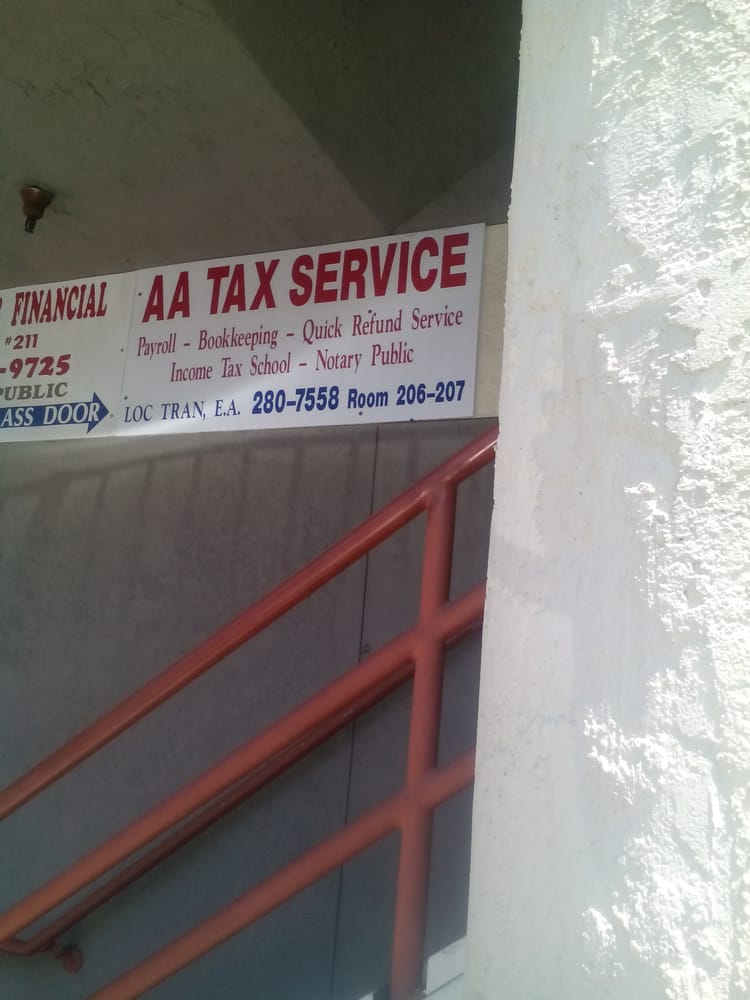 FINANCIAL
#211
-9725
PUBLIC
ASS DOOR
AA TAX SERVICE
Payroll - Bookkeeping - Quick Refund Service
Income Tax School - Notary Public
LOC TRAN, E.A. 280-7558 Room 206-207